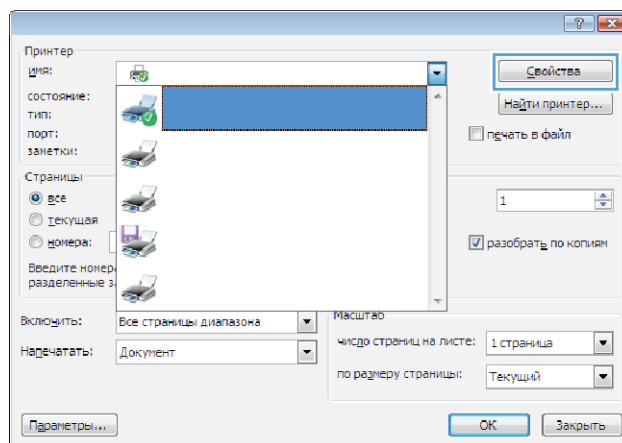 Принтер
имя:
Свойства
состояние:
Найти принтер...
тип:
порт:
печать в файл
заметки:
Страницы
все
1
текущая
номера:
разобрать по копиям
Введите
разделенные
Включить:
Все страницы диапазона
Масштаб
число страниц на листе:
1 страница
Напечатать:
Документ
по размеру страницы:
Текущий
Параметры...
ОК
Закрыть